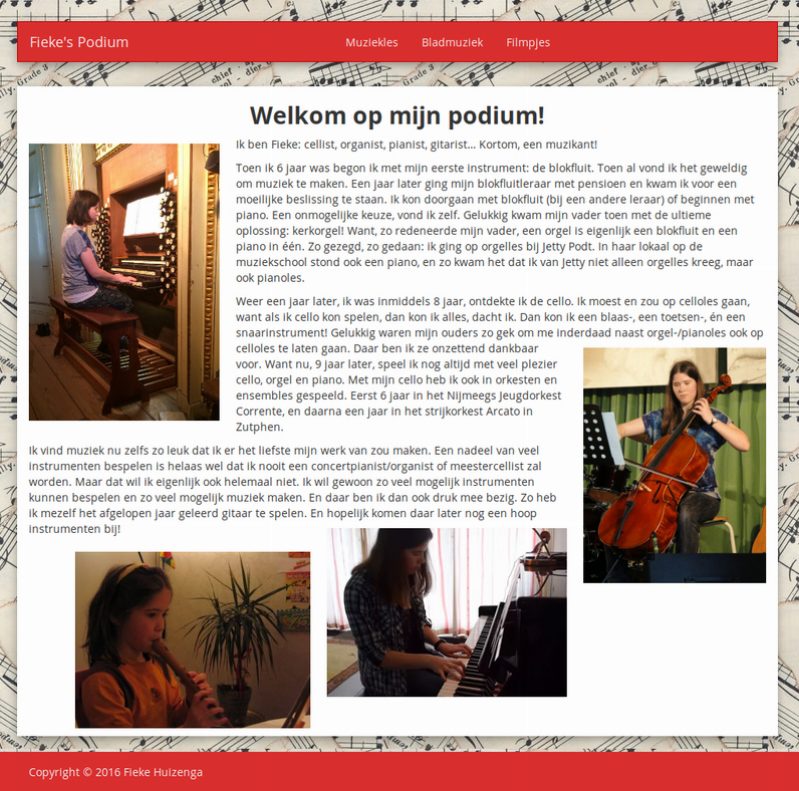 Fieke's Podium
Muziekles
Bladmuziek
Filmpjes
Welkom op mijn podium!
Ik ben Fieke: cellist, organist, pianist, gitarist... Kortom, een muzikant!
Toen ik 6 jaar was begon ik met mijn eerste instrument: de blokfluit. Toen al vond ik het geweldig
om muziek te maken. Een jaar later ging mijn blokfluitleraar met pensioen en kwam ik voor een
moeilijke beslissing te staan. Ik kon doorgaan met blokfluit (bij een andere leraar) of beginnen met
piano. Een onmogelijke keuze, vond ik zelf. Gelukkig kwam mijn vader toen met de ultieme
oplossing: kerkorgel! Want, zo redeneerde mijn vader, een orgel is eigenlijk een blokfluit en een
piano in één. Zo gezegd, zo gedaan: ik ging op orgelles bij Jetty Podt. In haar lokaal op de
muziekschool stond ook een piano, en zo kwam het dat ik van Jetty niet alleen orgelles kreeg, maar
ook pianoles.
Weer een jaar later, ik was inmiddels 8 jaar, ontdekte ik de cello. Ik moest en zou op celloles gaan,
want als ik cello kon spelen, dan kon ik alles, dacht ik. Dan kon ik een blaas-, een toetsen-, én een
snaarinstrument! Gelukkig waren mijn ouders zo gek om me inderdaad naast orgel-/pianoles ook op
celloles te laten gaan. Daar ben ik ze onzettend dankbaar
voor. Want nu, 9 jaar later, speel ik nog altijd met veel plezier
cello, orgel en piano. Met mijn cello heb ik ook in orkesten en
ensembles gespeeld. Eerst 6 jaar in het Nijmeegs Jeugdorkest
Corrente, en daarna een jaar in het strijkorkest Arcato in
Zutphen.
Ik vind muziek nu zelfs zo leuk dat ik er het liefste mijn werk van zou maken. Een nadeel van veel
instrumenten bespelen is helaas wel dat ik nooit een concertpianist/organist of meestercellist zal
worden. Maar dat wil ik eigenlijk ook helemaal niet. Ik wil gewoon zo veel mogelijk instrumenten
kunnen bespelen en zo veel mogelijk muziek maken. En daar ben ik dan ook druk mee bezig. Zo heb
ik mezelf het afgelopen jaar geleerd gitaar te spelen. En hopelijk komen daar later nog een hoop
instrumenten bij!
Copyright © 2016 Fieke Huizenga